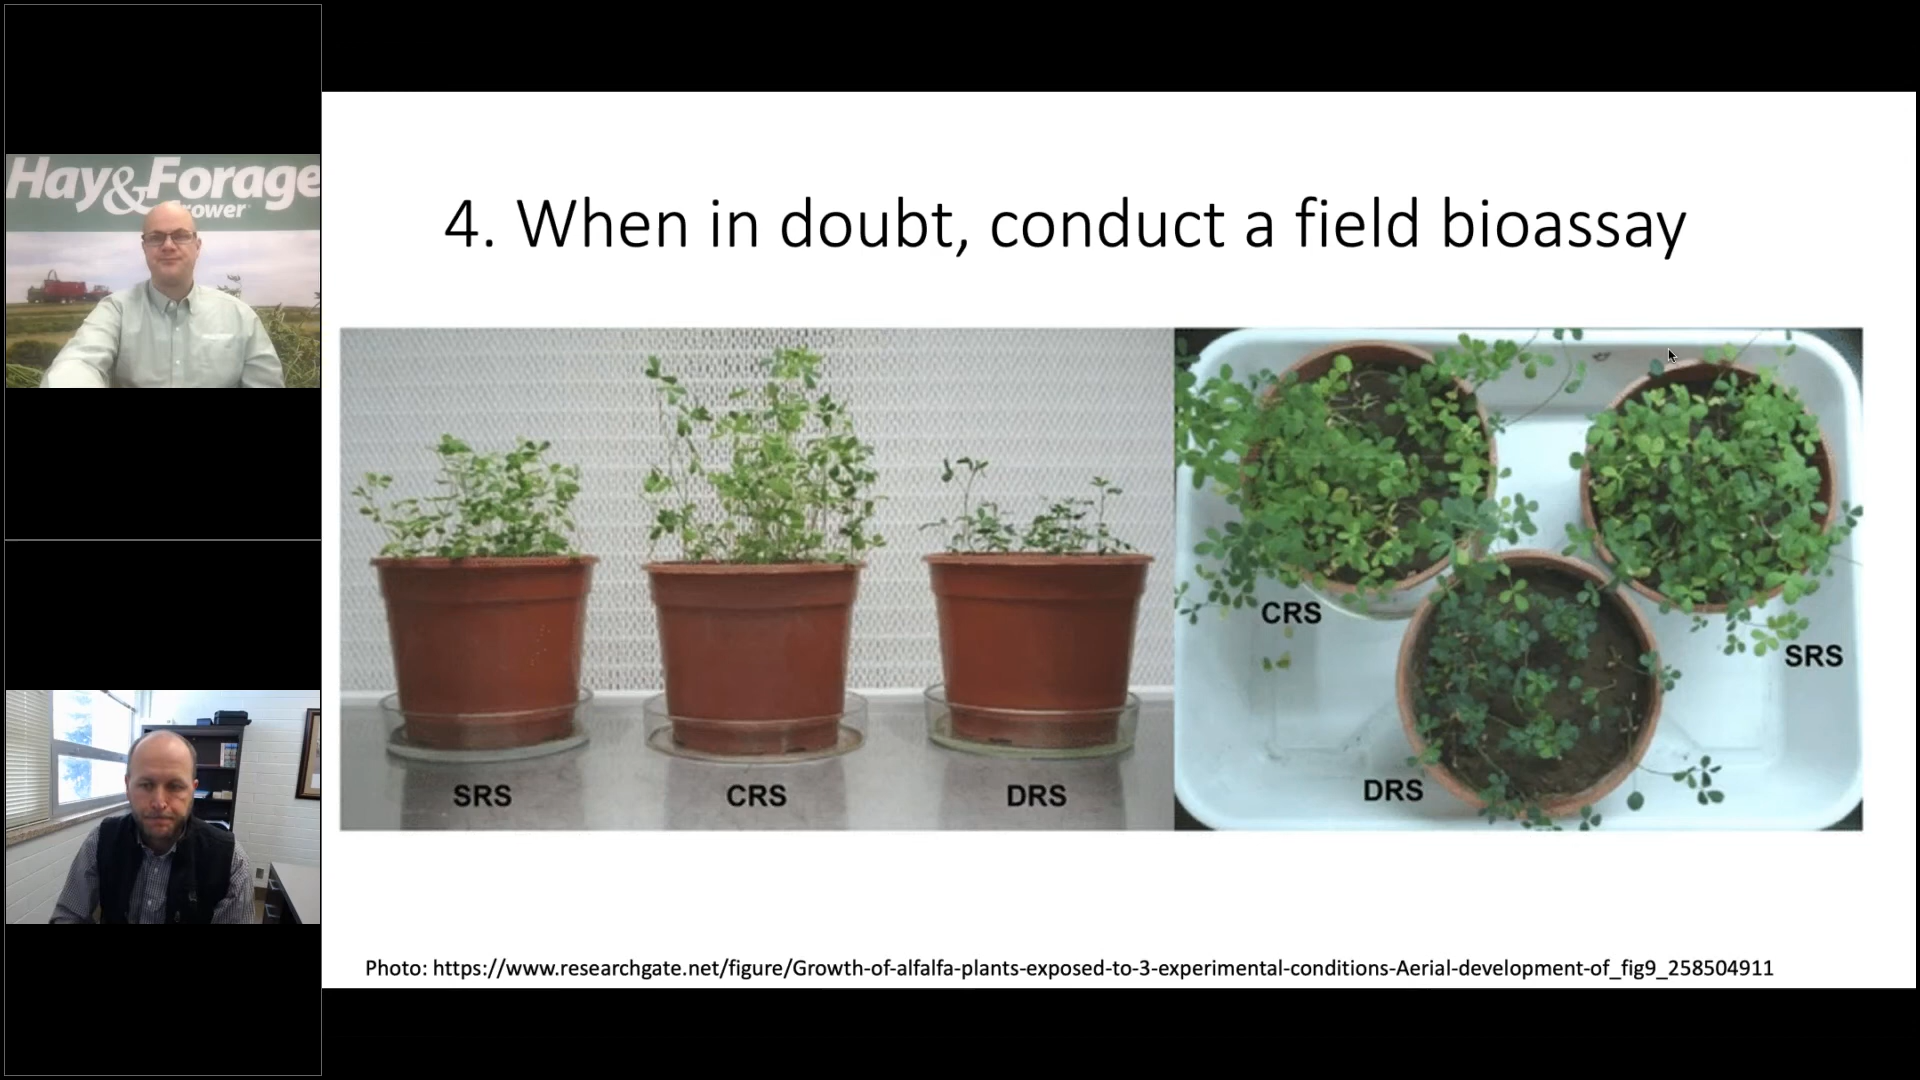 Hay&Forage
Grower
4. When in doubt, conduct a field bioassay
SRS
CRS
DRS
CRS
SRS
DRS
Photo: https://www.researchgate.net/figure/Growth-of-alfalfa-plants-exposed-to-3-experimental-conditions-Aerial-development-of_fig9_258504911